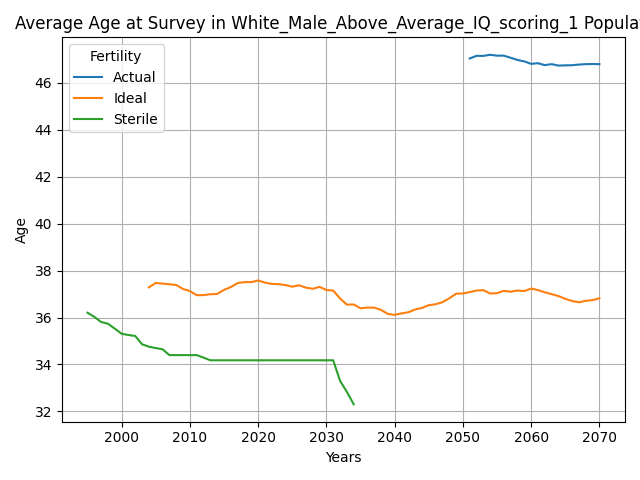 Average Age at Survey in White_Male_Above_Average_IQ_scoring_1 Popula
Fertility
Actual
Ideal
Sterile
Age
46
44
42
40
38
36
34
32
2000 2010 2020 2030 2040 2050 2060 2070
Years